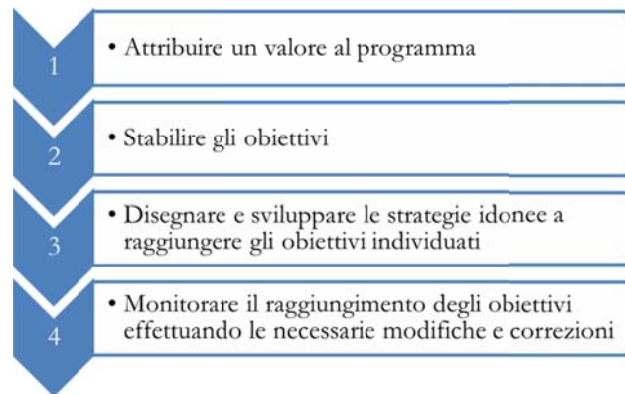 1
• Attribuire un valore al programma
2
• Stabilire gli obiettivi
3
• Disegnare e sviluppare le strategie idonee a
raggiungere gli obiettivi individuati
4
• Monitorare il raggiungimento degli obiettivi
effettuando le necessarie modifiche e correzioni